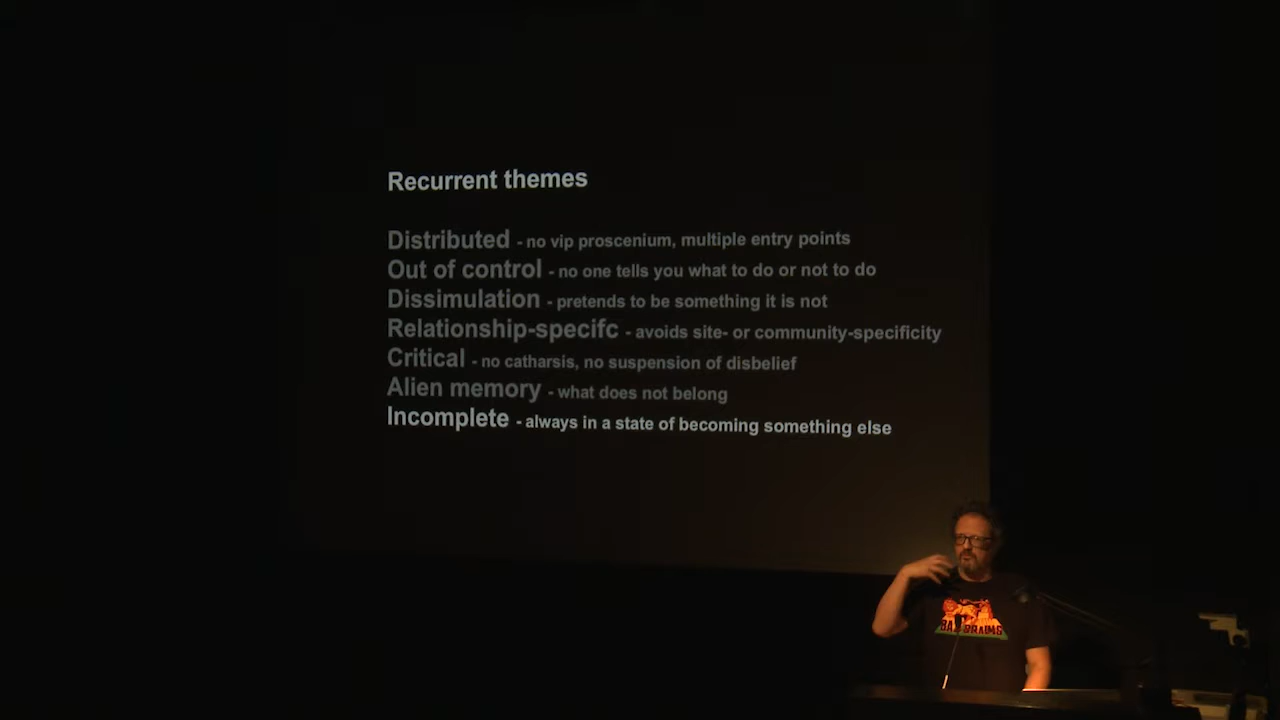 Recurrent themes
Distributed - no vip proscenium, multiple entry points
Out of control - no one tells you what to do or not to do
Dissimulation - pretends to be something it is not
Relationship-specifc - avoids site- or community-specificity
Critical - no catharsis, no suspension of disbelief
Alien memory - what does not belong
Incomplete - always in a state of becoming something else
BAD BRAINS